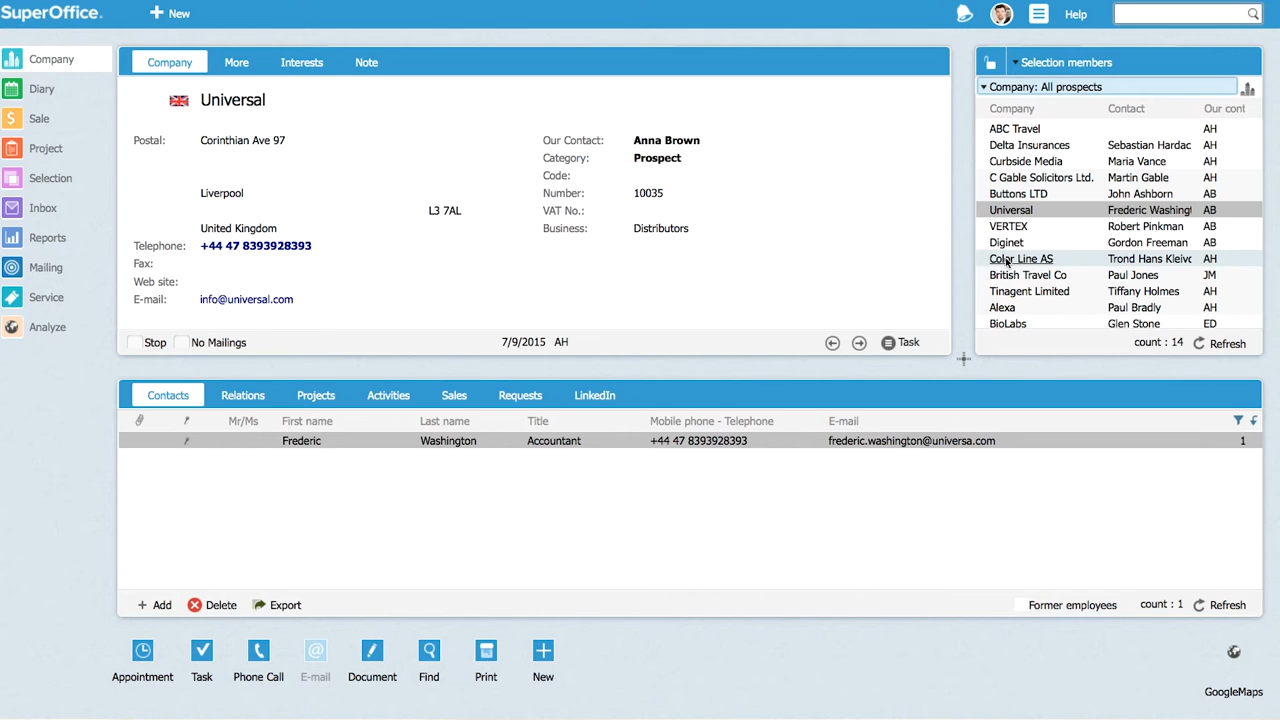 SuperOffice.
New
Help
Company
Diary
Sale
Project
Selection
Inbox
Reports
Mailing
Service
Analyze
Company More Interests Note
Universal
Postal: Corinthian Ave 97
Liverpool
L3 7AL
United Kingdom
Telephone: +44 47 8393928393
Fax:
Web site:
E-mail: info@universal.com
Our Contact: Anna Brown
Category: Prospect
Code:
Number: 10035
VAT No.:
Business: Distributors
Stop No Mailings 7/9/2015 AH Task
Selection members
Company: All prospects
Company Contact Our cont
ABC Travel AH
Delta Insurances Sebastian Hardac AH
Curbside Media Maria Vance AH
C Gable Solicitors Ltd. Martin Gable AH
Buttons LTD John Ashborn AB
Universal Frederic Washingt AB
VERTEX Robert Pinkman AB
Diginet Gordon Freeman AB
Color Line AS Trond Hans Kleivc AH
British Travel Co Paul Jones JM
Tinagent Limited Tiffany Holmes AH
Alexa Paul Bradly AH
BioLabs Glen Stone ED
count : 14 Refresh
Contacts Relations Projects Activities Sales Requests LinkedIn
Mr/Ms First name Last name Title Mobile phone - Telephone E-mail
Frederic Washington Accountant +44 47 8393928393 frederic.washington@universa.com 1
Add Delete Export Former employees count : 1 Refresh
Appointment Task Phone Call E-mail Document Find Print New
GoogleMaps